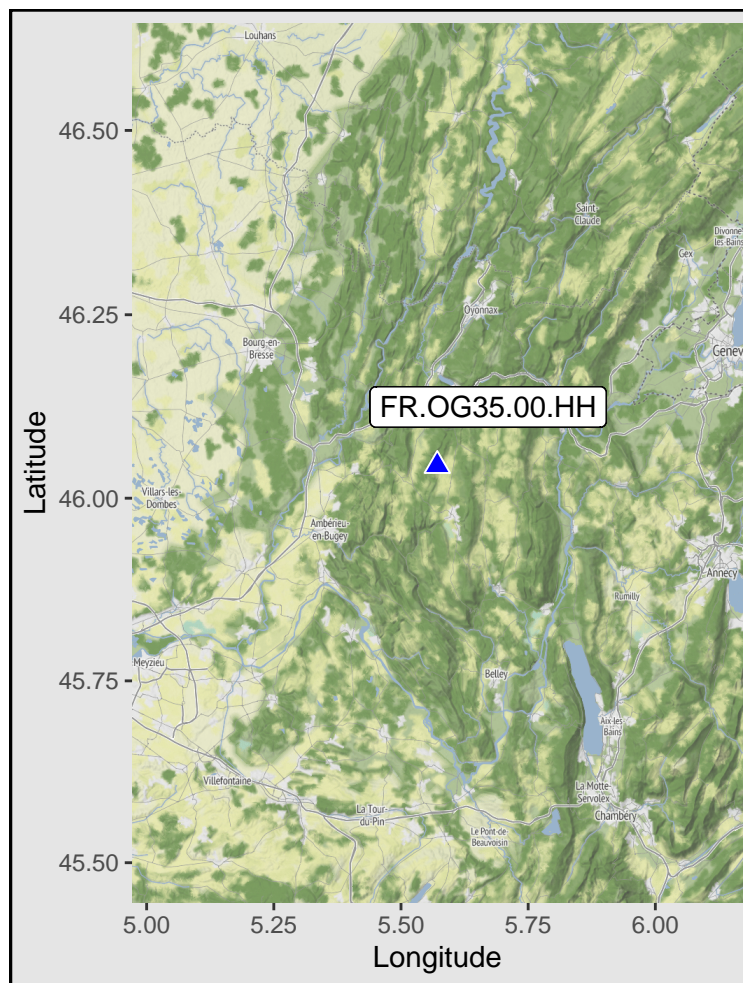 Louhans
46.50
Saint-
Claude
Divonne-
les-Bains
Gex
46.25
Oyonnax
Bourg-en-
Bresse
Genev
FR.OG35.00.HH
Latitude
46.00
Villars-les-
Dombes
Ambérieu-
en-Bugey
Annecy
Rumilly
Meyzieu
45.75
Belley
Aix-les
Bains
Villefontaine
La Motte-
Servolex
La Tour-
du-Pin
Chambéry
Le Pont-de-
Beauvoisin
45.50
5.00
5.25
5.50
5.75
6.00
Longitude